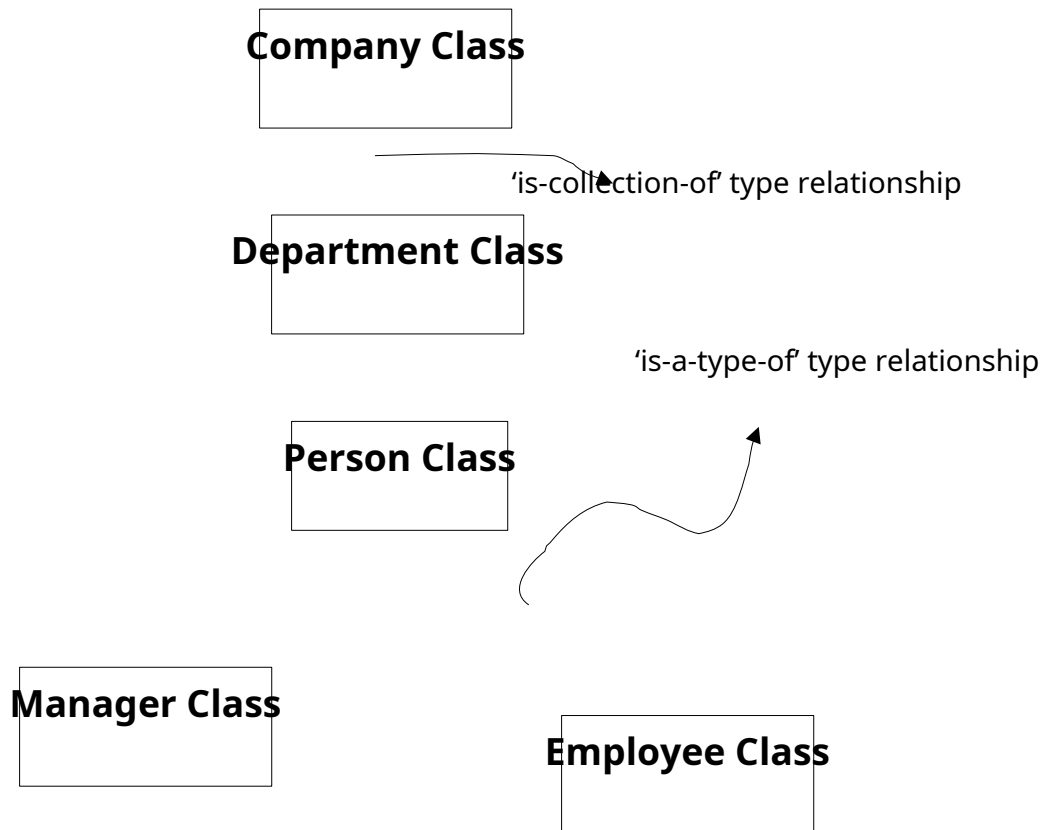 Company Class
‘is-collection-of’ type relationship
Department Class
‘is-a-type-of’ type relationship
Person Class
Manager Class
Employee Class